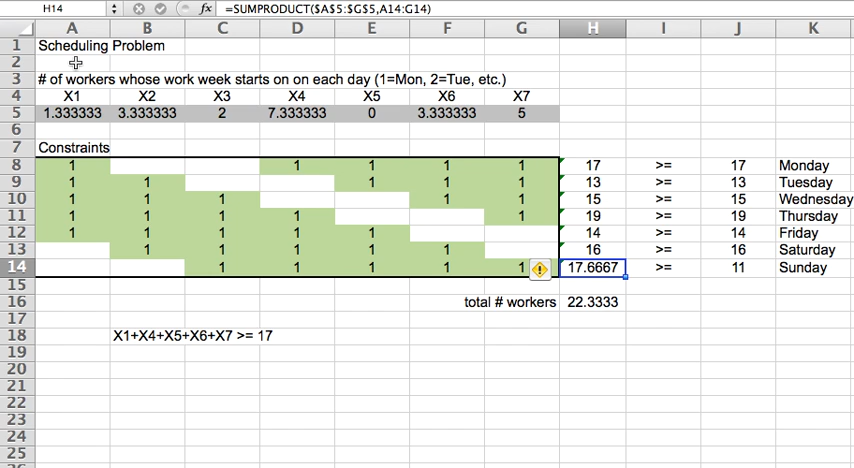 H14 fx =SUMPRODUCT($A$5:$G$5,A14:G14)
A B C D E F G H I J K
1 Scheduling Problem
2
3 # of workers whose work week starts on on each day (1=Mon, 2=Tue, etc.)
4 X1 X2 X3 X4 X5 X6 X7
5 1.333333 3.333333 2 7.333333 0 3.333333 5
6
7 Constraints
8 1 1 1 1 1 17 >= 17 Monday
9 1 1 1 1 1 13 >= 13 Tuesday
10 1 1 1 1 1 15 >= 15 Wednesday
11 1 1 1 1 1 19 >= 19 Thursday
12 1 1 1 1 1 14 >= 14 Friday
13 1 1 1 1 1 16 >= 16 Saturday
14 1 1 1 1 1 17.6667 >= 11 Sunday
15
16 total # workers 22.3333
17
18 X1+X4+X5+X6+X7 >= 17
19
20
21
22
23
24
25